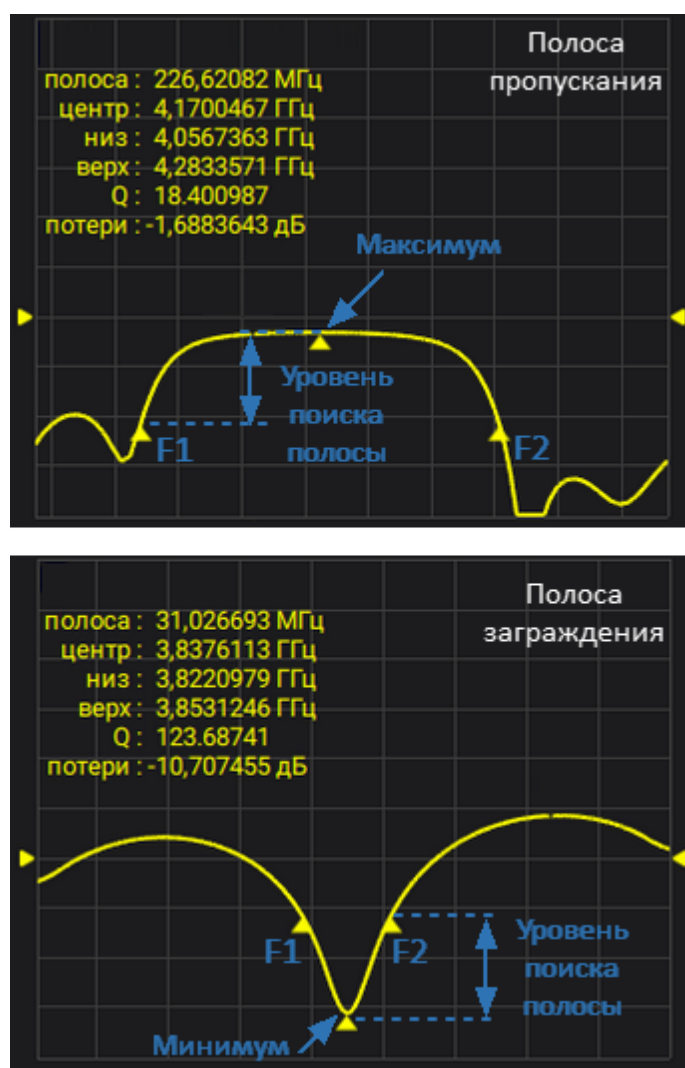 Полоса
пропускания
полоса : 226,62082 МГц
центр : 4,1700467 ГГц
низ : 4,0567363 ГГц
верх : 4,2833571 ГГц
Q : 18.400987
потери : -1,6883643 дБ
Максимум
Уровень
поиска
полосы
F1
F2
Полоса
заграждения
полоса : 31,026693 МГц
центр : 3,8376113 ГГц
низ : 3,8220979 ГГц
верх : 3,8531246 ГГц
Q : 123.68741
потери : -10,707455 дБ
F1
F2
Уровень
поиска
полосы
Минимум